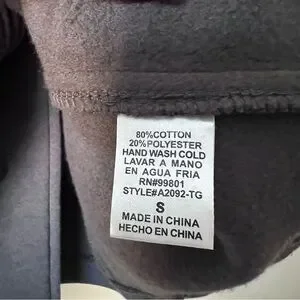 80%COTTON
20%POLYESTER
HAND WASH COLD
LAVAR A MANO
EN AGUA FRIA
RN#99801
STYLE#A2092-TG
S
MADE IN CHINA
HECHO EN CHINA